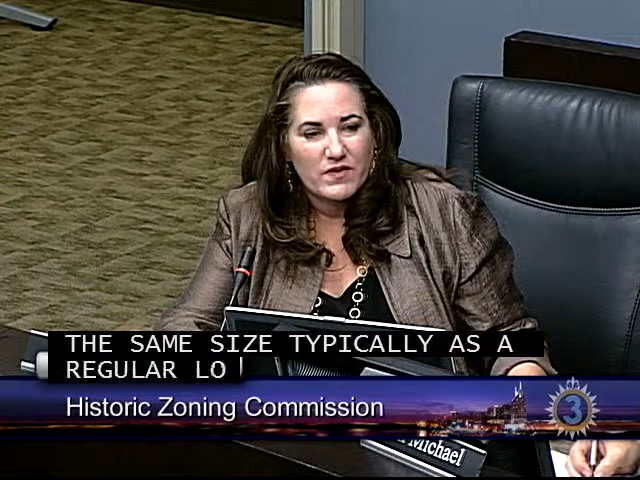 THE SAME SIZE TYPICALLY AS A
REGULAR LO
Historic Zoning Commission
3
Michael